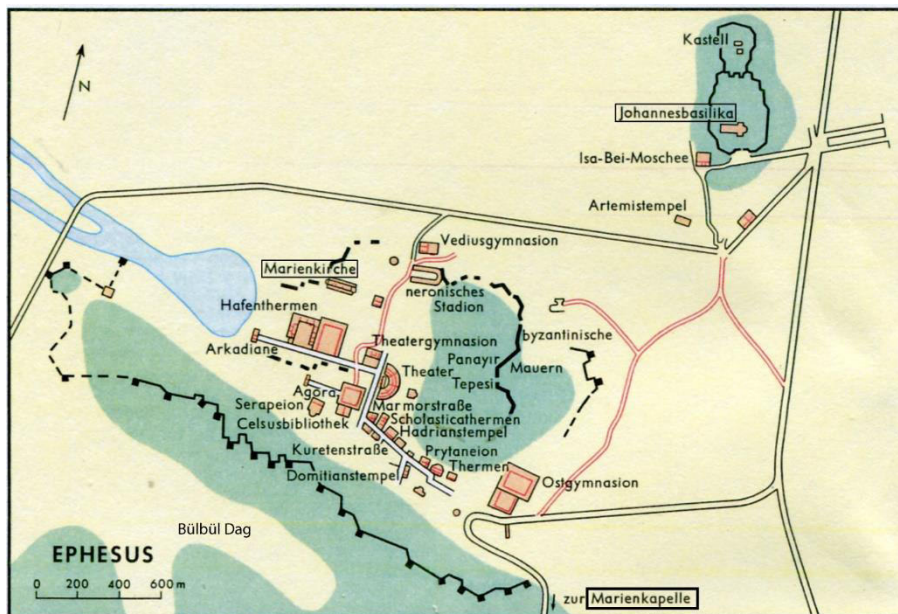 N
Kastell
Johannesbasilika
Isa-Bei-Moschee
Artemistempel
Vediusgymnasion
Marienkirche
neronisches
Stadion
Hafenthermen
byzantinische
Mauern
Arkadiane
Theatergymnasion
Panayır
Tepesi
Theater
Agora
Marmorstraße
Serapeion
Scholasticathermen
Celsusbibliothek
Hadrianstempel
Kuretenstraße
Prytaneion
Thermen
Domitianstempel
Ostgymnasion
Bülbül Dag
EPHESUS
0 200 400 600 m
zur Marienkapelle